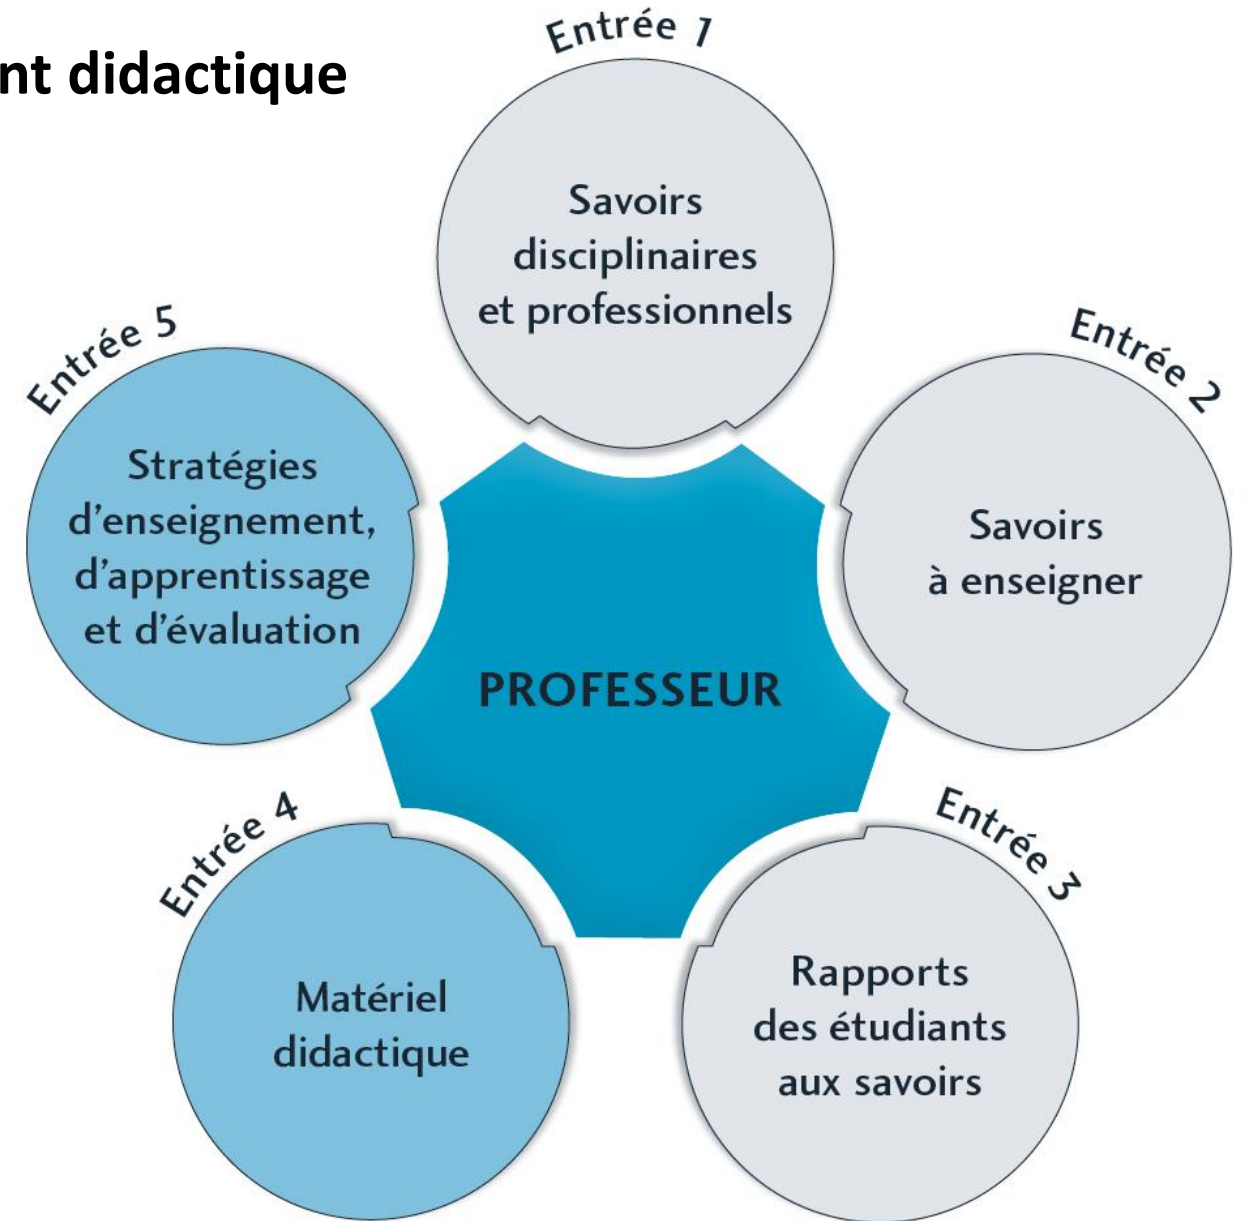 nt didactique
Entrée 1
Savoirs
disciplinaires
et professionnels
Entrée 2
Savoirs
à enseigner
Entrée 3
Rapports
des étudiants
aux savoirs
Entrée 4
Matériel
didactique
Entrée 5
Stratégies
d'enseignement,
d'apprentissage
et d'évaluation
PROFESSEUR